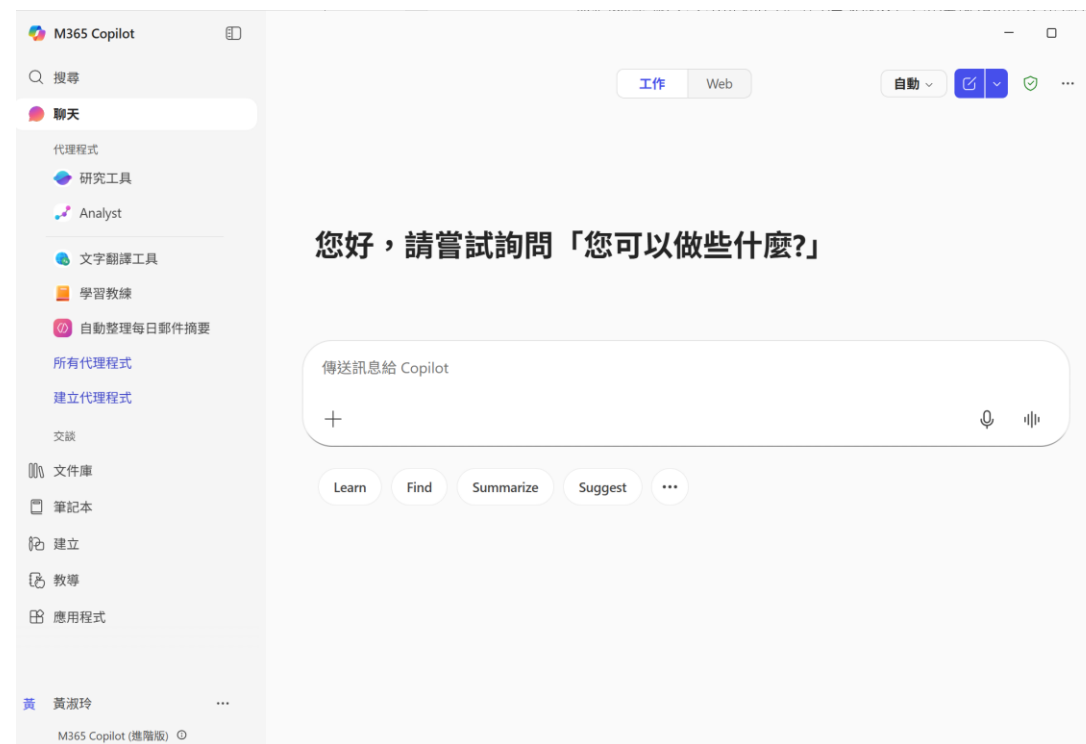 M365 Copilot
搜尋
聊天
代理程式
研究工具
Analyst
文字翻譯工具
學習教練
自動整理每日郵件摘要
所有代理程式
建立代理程式
交談
文件庫
筆記本
建立
教導
應用程式
黃 黃淑玲
M365 Copilot (進階版)
工作 Web
自動
您好，請嘗試詢問「您可以做些什麼?」
傳送訊息給 Copilot
Learn Find Summarize Suggest